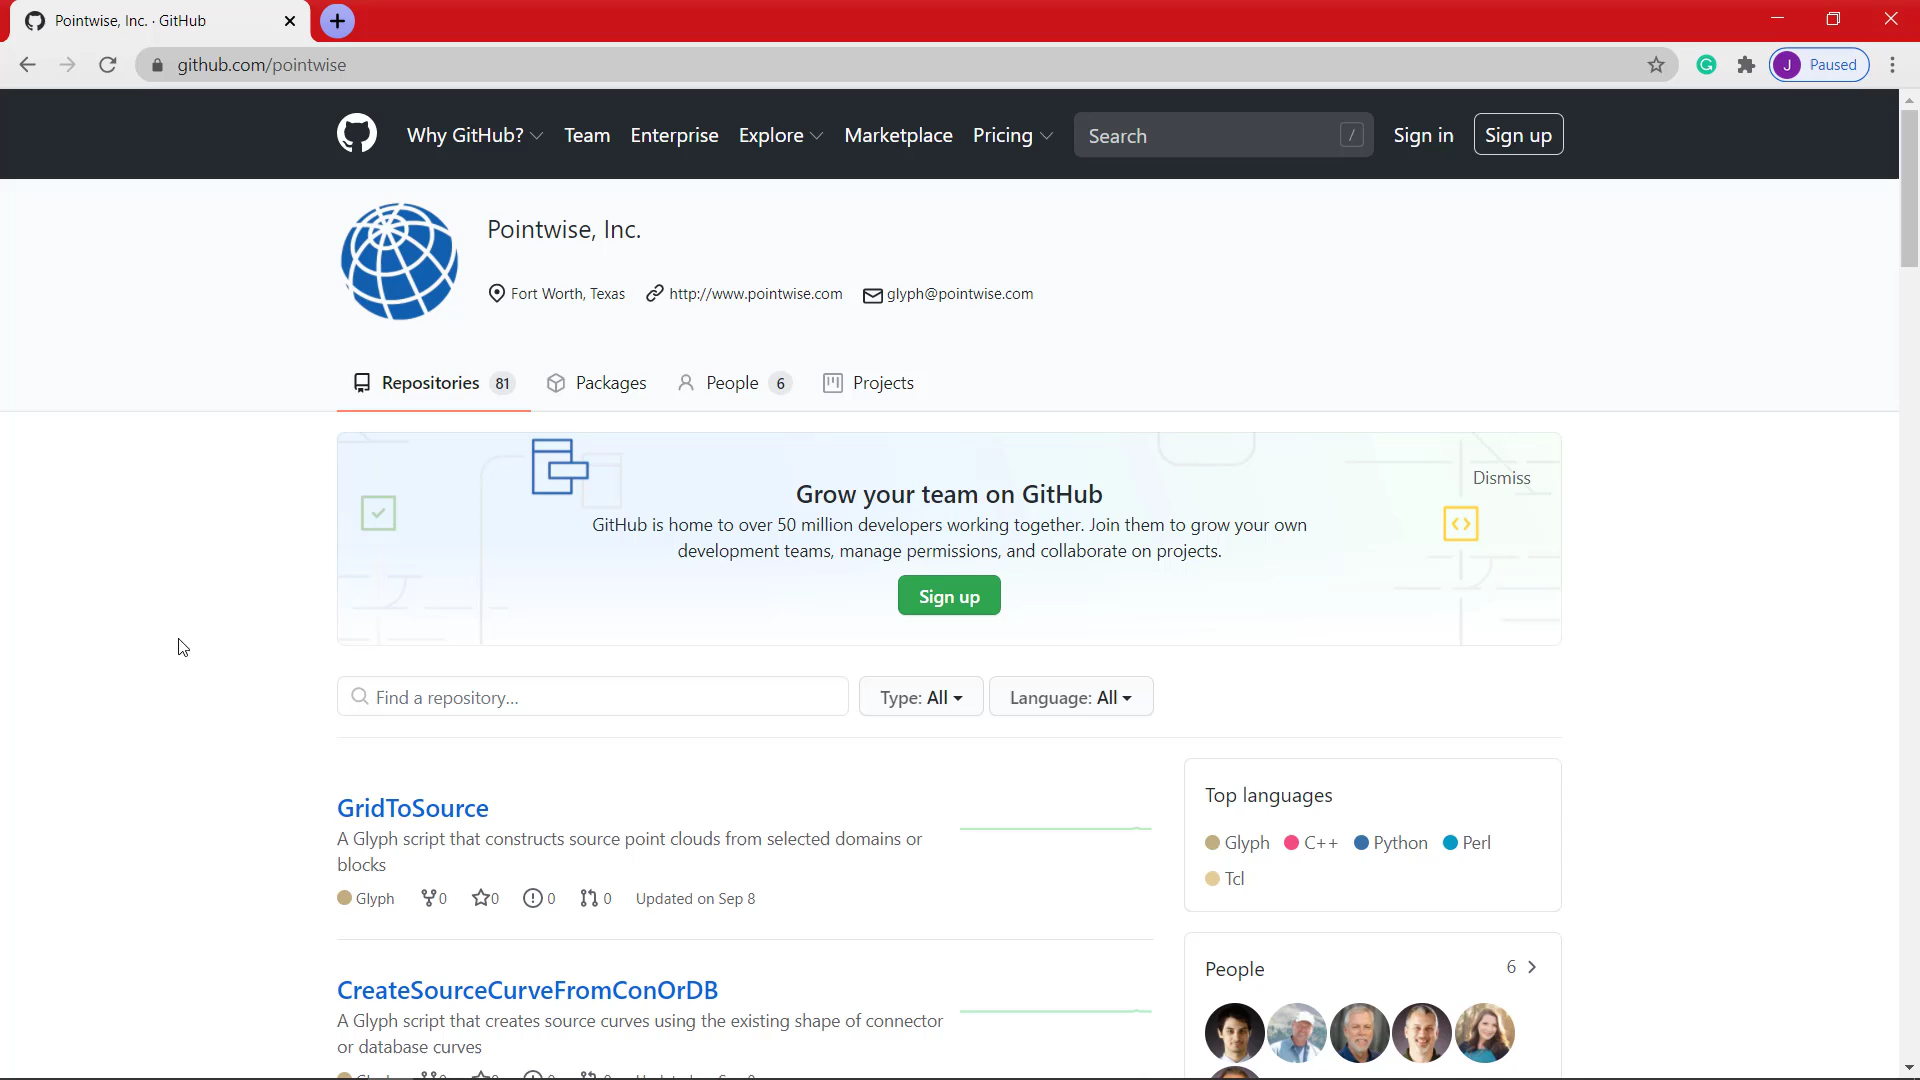 Pointwise, Inc. · GitHub
github.com/pointwise
J Paused
Why GitHub? Team Enterprise Explore Marketplace Pricing Search / Sign in Sign up
Pointwise, Inc.
Fort Worth, Texas http://www.pointwise.com glyph@pointwise.com
Repositories 81 Packages People 6 Projects
Dismiss
Grow your team on GitHub
GitHub is home to over 50 million developers working together. Join them to grow your own
development teams, manage permissions, and collaborate on projects.
Sign up
Find a repository... Type: All Language: All
GridToSource
A Glyph script that constructs source point clouds from selected domains or
blocks
Glyph 0 0 0 0 Updated on Sep 8
CreateSourceCurveFromConOrDB
A Glyph script that creates source curves using the existing shape of connector
or database curves
Top languages
Glyph C++ Python Perl
Tcl
People 6